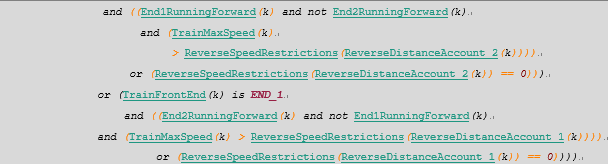 and ((End1RunningForward(k) and not End2RunningForward(k).
and (TrainMaxSpeed(k).
> ReverseSpeedRestrictions(ReverseDistanceAccount_2(k)))).
or (ReverseSpeedRestrictions(ReverseDistanceAccount_2(k)) == 0))).
or (TrainFrontEnd(k) is END_1.
and ((End2RunningForward(k) and not End1RunningForward(k).
and (TrainMaxSpeed(k) > ReverseSpeedRestrictions(ReverseDistanceAccount_1(k)))).
or (ReverseSpeedRestrictions(ReverseDistanceAccount_1(k)) == 0)))).